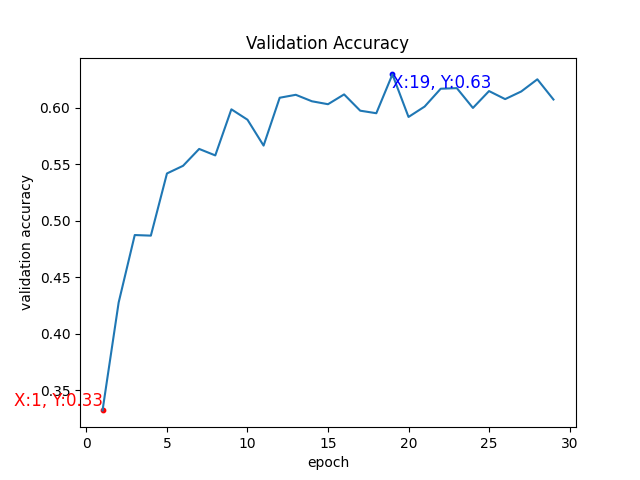 Validation Accuracy
X:19, Y:0.63
0.60
0.55
0.50
0.45
0.40
0.35
validation accuracy
X:1, Y:0.33
0
5
10
15
20
25
30
epoch